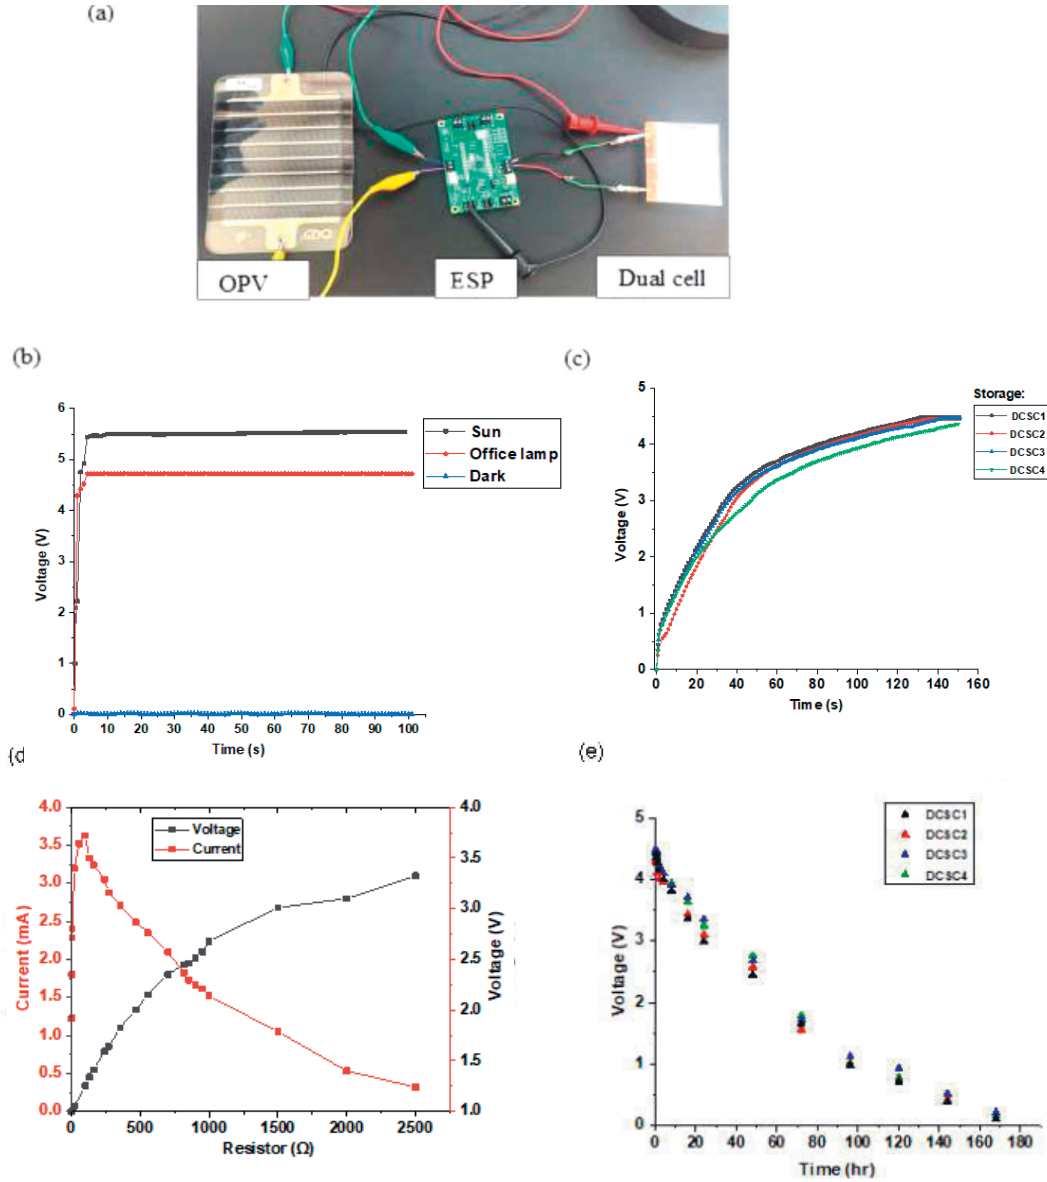 (a)
OPV
ESP
Dual cell
(b)
Voltage (V)
6
5
4
3
2
1
0
0 10 20 30 40 50 60 70 80 90 100
Time (s)
Sun
Office lamp
Dark
(c)
Voltage (V)
5
4
3
2
1
0
0 20 40 60 80 100 120 140 160
Time (s)
Storage:
DCSC1
DCSC2
DCSC3
DCSC4
(d
Current (mA)
4.0
3.5
3.0
2.5
2.0
1.5
1.0
0.5
0.0
Voltage
Current
4.0
3.5
3.0
2.5
2.0
1.5
1.0
Voltage (V)
0 500 1000 1500 2000 2500
Resistor (Ω)
(e)
Voltage (V)
5
4
3
2
1
0
0 20 40 60 80 100 120 140 160 180
Time (hr)
DCSC1
DCSC2
DCSC3
DCSC4